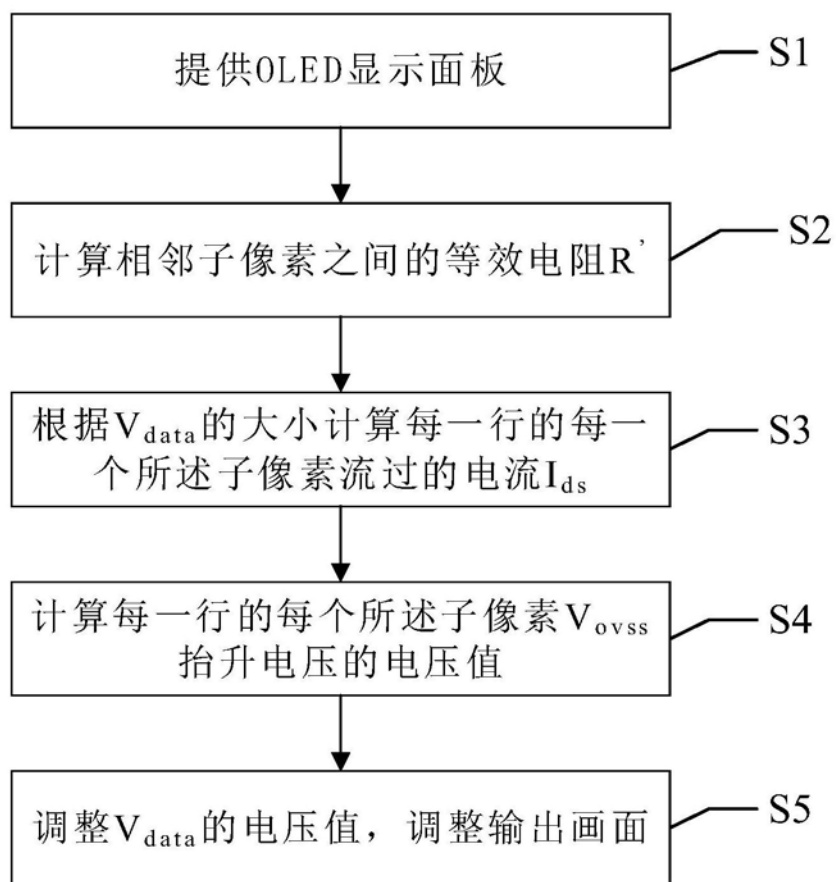 提供OLED显示面板
S1
计算相邻子像素之间的等效电阻R'
S2
根据Vdata的大小计算每一行的每一
个所述子像素流过的电流Ids
S3
计算每一行的每个所述子像素Vovss
抬升电压的电压值
S4
调整Vdata的电压值，调整输出画面
S5